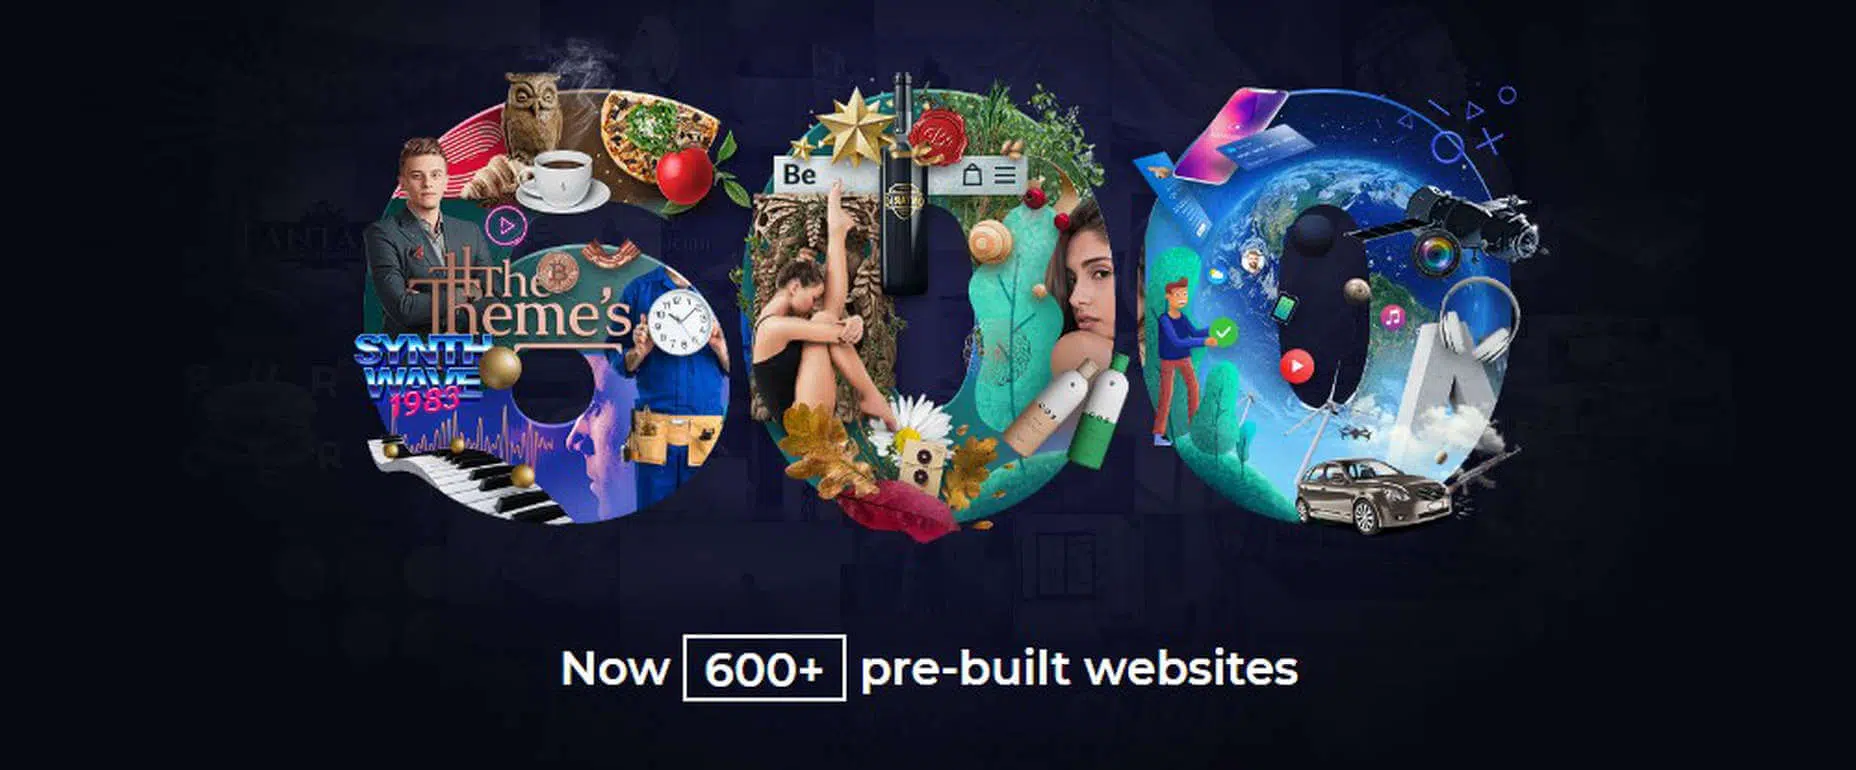 Be
The
Theme's
SYNTH
WAVE
1983
Now 600+ pre-built websites